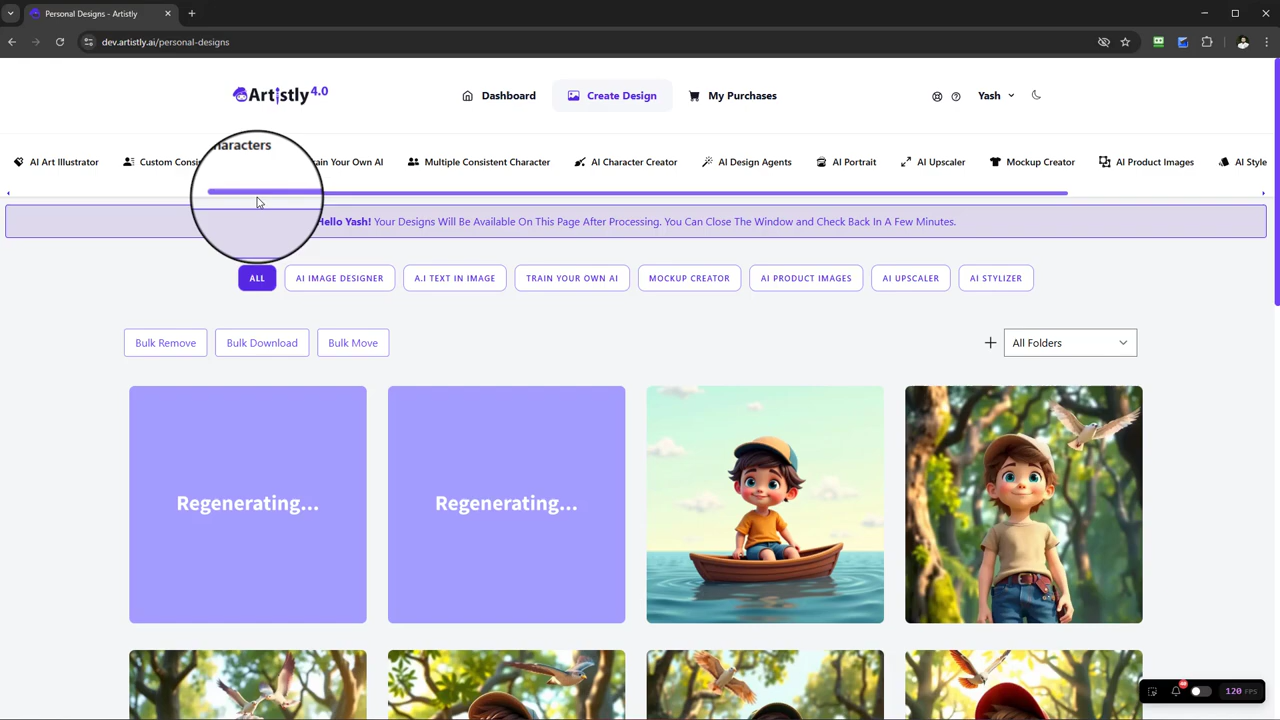 Personal Designs - Artistly
dev.artistly.ai/personal-designs
Artistly 4.0
Dashboard
Create Design
My Purchases
Yash
AI Art Illustrator
Custom Consis
aracters
rain Your Own AI
Multiple Consistent Character
AI Character Creator
AI Design Agents
AI Portrait
AI Upscaler
Mockup Creator
AI Product Images
AI Style
Hello Yash! Your Designs Will Be Available On This Page After Processing. You Can Close The Window and Check Back In A Few Minutes.
ALL
AI IMAGE DESIGNER
A.I TEXT IN IMAGE
TRAIN YOUR OWN AI
MOCKUP CREATOR
AI PRODUCT IMAGES
AI UPSCALER
AI STYLIZER
Bulk Remove
Bulk Download
Bulk Move
All Folders
Regenerating...
Regenerating...
120 FPS